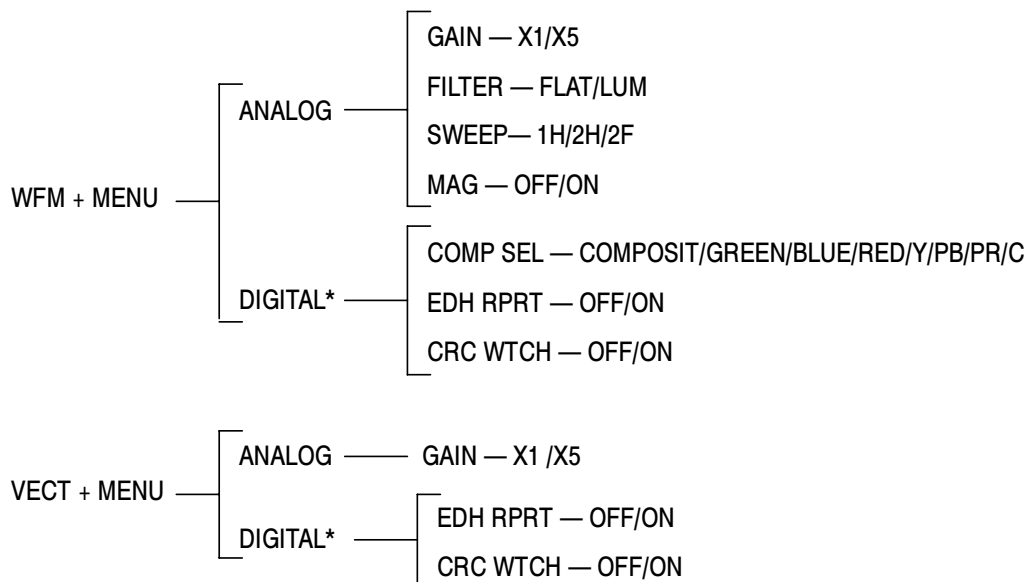 GAIN — X1/X5
FILTER — FLAT/LUM
ANALOG
SWEEP— 1H/2H/2F
MAG — OFF/ON
WFM + MENU
COMP SEL — COMPOSIT/GREEN/BLUE/RED/Y/PB/PR/C
DIGITAL*
EDH RPRT — OFF/ON
CRC WTCH — OFF/ON
ANALOG
GAIN — X1 /X5
VECT + MENU
DIGITAL*
EDH RPRT — OFF/ON
CRC WTCH — OFF/ON